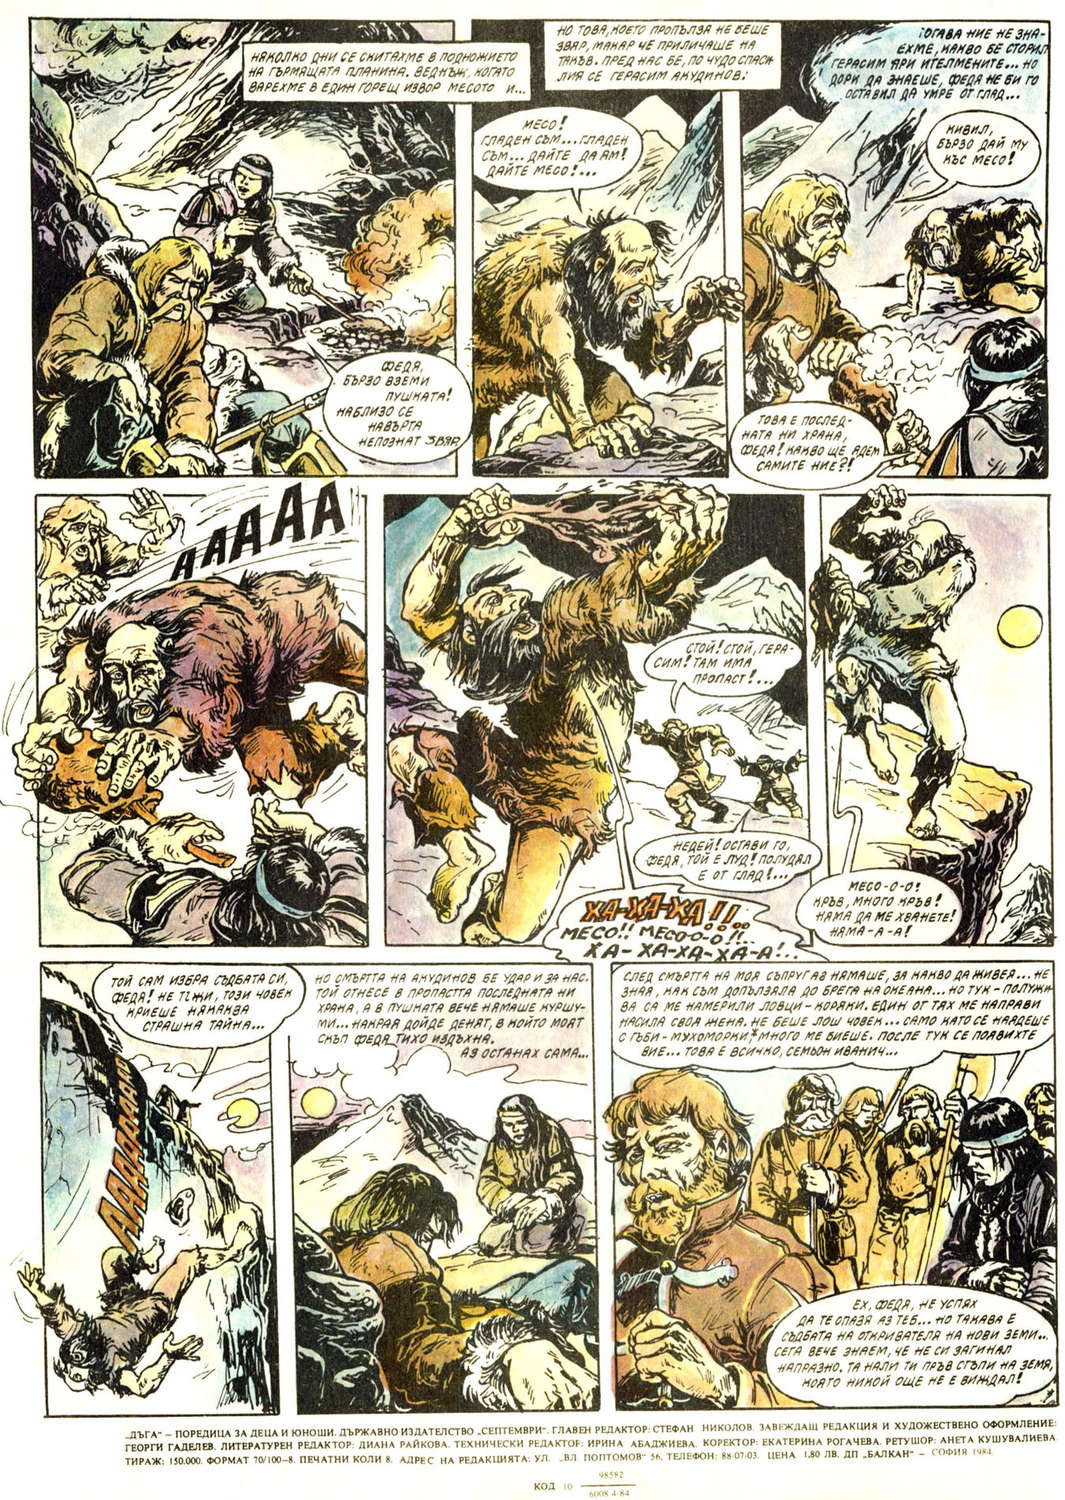 НЯКОЛКО ДНИ СЕ СКИТАХМЕ В ПОДНОЖИЕТО
НА ГЪРМЯЩАТА ПЛАНИНА. ВЕДНЪЖ, КОГАТО
ВАРЕХМЕ В ЕДИН ГОРЕЩ ИЗВОР МЕСОТО И...
ФЕДЯ,
БЪРЗО ВЗЕМИ
ПУШКАТА!
НАБЛИЗО СЕ
НАВЪРТА
НЕПОЗНАТ ЗВЯР.
НО ТОВА, КОЕТО ПРОПЪЛЗЯ НЕ БЕШЕ
ЗВЯР, МАКАР ЧЕ ПРИЛИЧАШЕ НА
ТАКЪВ. ПРЕД НАС БЕ, ПО ЧУДО СПАСИ-
ЛИЯ СЕ ГЕРАСИМ АКУДИНОВ:
МЕСО!
ГЛАДЕН СЪМ... ГЛАДЕН
СЪМ... ДАЙТЕ ДА ЯМ!
ДАЙТЕ МЕСО!...
ТОГАВА НИЕ НЕ ЗНА-
ЕХМЕ, КАКВО БЕ СТОРИЛ
ГЕРАСИМ ПРИ ИТЕЛМЕНИТЕ... НО
ДОРИ ДА ЗНАЕШЕ, ФЕДЯ НЕ БИ ГО
ОСТАВИЛ ДА УМРЕ ОТ ГЛАД...
КИВИЛ,
БЪРЗО ДАЙ МУ
КЪС МЕСО!
ТОВА Е ПОСЛЕД-
НАТА НИ ХРАНА,
ФЕДЯ! КАКВО ЩЕ ЯДЕМ
САМИТЕ НИЕ?!
ААААА
СТОЙ! СТОЙ, ГЕРА-
СИМ! ТАМ ИМА
ПРОПАСТ!...
НЕДЕЙ! ОСТАВИ ГО,
ФЕДЯ, ТОЙ Е ЛУД! ПОЛУДЯЛ
Е ОТ ГЛАД!...
ХА-ХА-ХА!!
МЕСО!! МЕСО-О-О!!...
ХА-ХА-ХА-ХА-А!..
МЕСО-О-О!
КРЪВ, МНОГО КРЪВ!
НЯМА ДА МЕ ХВАНЕТЕ!
НЯМА-А-А!
ТОЙ САМ ИЗБРА СЪДБАТА СИ,
ФЕДЯ! НЕ ТЪЖИ, ТОЗИ ЧОВЕК
КРИЕШЕ НЯКАКВА
СТРАШНА ТАЙНА...
АААААААА
НО СМЪРТТА НА АКУДИНОВ БЕ УДАР И ЗА НАС.
ТОЙ ОТНЕСЕ В ПРОПАСТТА ПОСЛЕДНАТА НИ
ХРАНА, А В ПУШКАТА ВЕЧЕ НЯМАШЕ КУРШУ-
МИ... НАКРАЯ ДОЙДЕ ДЕНЯТ, В КОЙТО МОЯТ
СКЪП ФЕДЯ ТИХО ИЗДЪХНА.
АЗ ОСТАНАХ САМА...
СЛЕД СМЪРТТА НА МОЯ СЪПРУГ АЗ НЯМАШЕ, ЗА КАКВО ДА ЖИВЕЯ... НЕ
ЗНАЯ, КАК СЪМ ДОПЪЛЗЯЛА ДО БРЕГА НА ОКЕАНА... НО ТУК - ПОЛУЖИ-
ВА СА МЕ НАМЕРИЛИ ЛОВЦИ - КОРЯКИ. ЕДИН ОТ ТЯХ МЕ НАПРАВИ
НАСИЛА СВОЯ ЖЕНА. НЕ БЕШЕ ЛОШ ЧОВЕК... САМО КАТО СЕ НАЯДЕШЕ
С ГЪБИ-МУХОМОРКИ*, МНОГО МЕ БИЕШЕ. ПОСЛЕ ТУК СЕ ПОЯВИХТЕ
ВИЕ... ТОВА Е ВСИЧКО, СЕМЬОН ИВАНИЧ...
ЕХ, ФЕДЯ, НЕ УСПЯХ
ДА ТЕ ОПАЗЯ АЗ ТЕБ... НО ТАКАВА Е
СЪДБАТА НА ОТКРИВАТЕЛЯ НА НОВИ ЗЕМИ...
СЕГА ВЕЧЕ ЗНАЕМ, ЧЕ НЕ СИ ЗАГИНАЛ
НАПРАЗНО. ТА НАЛИ ТИ ПРЪВ СТЪПИ НА ЗЕМЯ,
КОЯТО НИКОЙ ОЩЕ НЕ Е ВИЖДАЛ!
„ДЪГА" – ПОРЕДИЦА ЗА ДЕЦА И ЮНОШИ. ДЪРЖАВНО ИЗДАТЕЛСТВО „СЕПТЕМВРИ". ГЛАВЕН РЕДАКТОР: СТЕФАН НИКОЛОВ. ЗАВЕЖДАЩ РЕДАКЦИЯ И ХУДОЖЕСТВЕНО ОФОРМЛЕНИЕ:
ГЕОРГИ ГАДЕЛЕВ. ЛИТЕРАТУРЕН РЕДАКТОР: ДИАНА РАЙКОВА. ТЕХНИЧЕСКИ РЕДАКТОР: ИРИНА АБАДЖИЕВА. КОРЕКТОР: ЕКАТЕРИНА РОГАЧЕВА. РЕТУШОР: АНЕТА КУШУВАЛИЕВА.
ТИРАЖ: 150.000. ФОРМАТ 70/100–8. ПЕЧАТНИ КОЛИ 8. АДРЕС НА РЕДАКЦИЯТА: УЛ. „ВЛ ПОПТОМОВ" 56, ТЕЛЕФОН: 88-07-03. ЦЕНА 1,80 ЛВ. ДП „БАЛКАН" – СОФИЯ 1984.
КОД 10 98582
6008-4-84